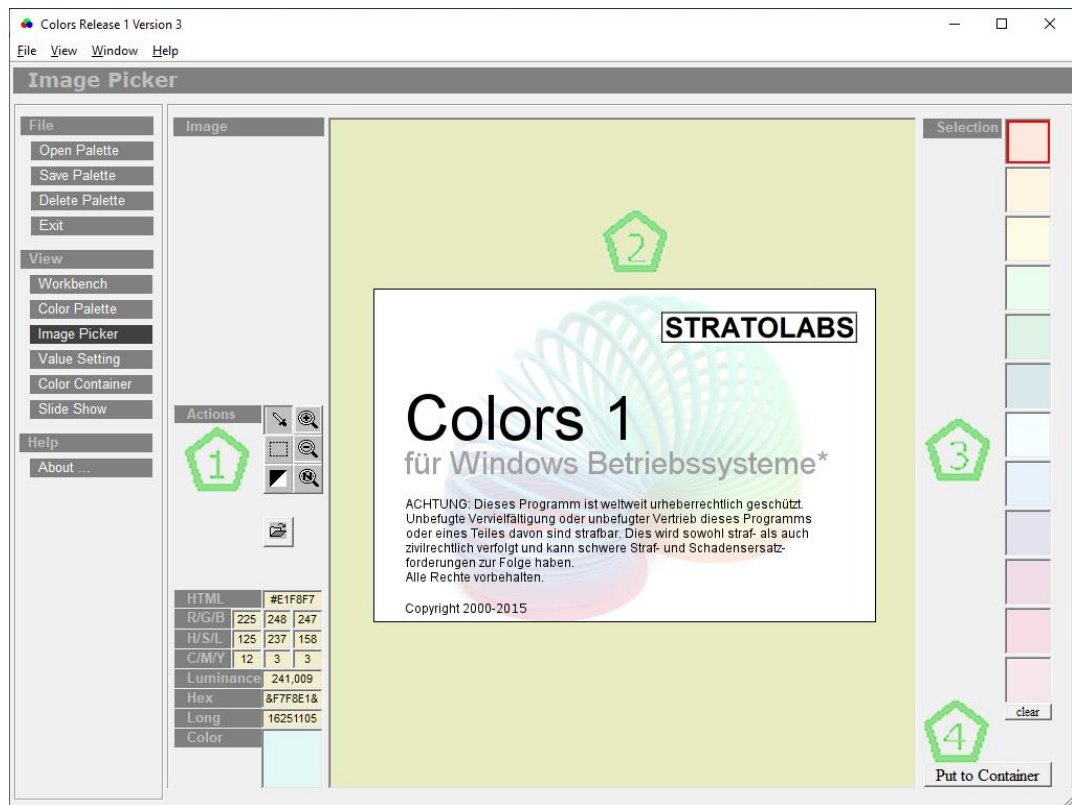 Colors Release 1 Version 3
File View Window Help
Image Picker
File
Open Palette
Save Palette
Delete Palette
Exit
View
Workbench
Color Palette
Image Picker
Value Setting
Color Container
Slide Show
Help
About ...
Image
Actions
1
HTML #E1F8F7
R/G/B 225 248 247
H/S/L 125 237 158
C/M/Y 12 3 3
Luminance 241,009
Hex &F7F8E1&
Long 16251105
Color
2
STRATOLABS
Colors 1
für Windows Betriebssysteme*
ACHTUNG: Dieses Programm ist weltweit urheberrechtlich geschützt.
Unbefugte Vervielfältigung oder unbefugter Vertrieb dieses Programms
oder eines Teiles davon sind strafbar. Dies wird sowohl straf- als auch
zivilrechtlich verfolgt und kann schwere Straf- und Schadensersatz-
forderungen zur Folge haben.
Alle Rechte vorbehalten.
Copyright 2000-2015
Selection
3
clear
4
Put to Container